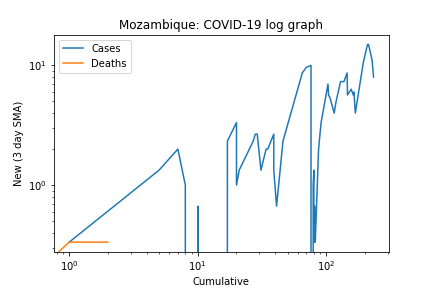 Mozambique: COVID-19 log graph
Cases
Deaths
New (3 day SMA)
10¹
10⁰
10⁰ 10¹ 10²
Cumulative